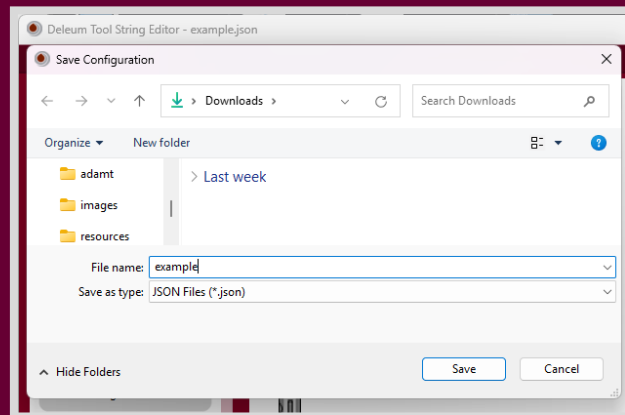 Deleum Tool String Editor - example.json
Save Configuration
Downloads
Search Downloads
Organize
New folder
adamt
Last week
images
resources
File name: example
Save as type: JSON Files (*.json)
Hide Folders
Save
Cancel